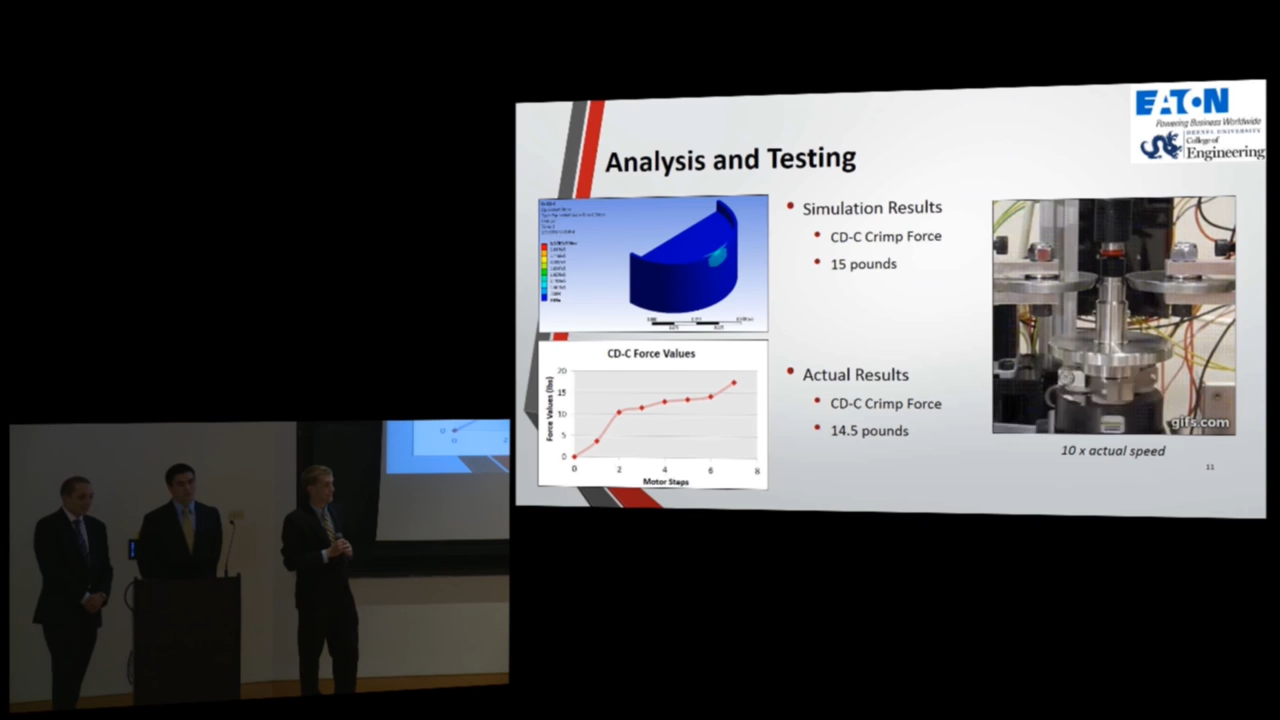 EATON
Powering Business Worldwide
DREXEL UNIVERSITY
College of
Engineering
Analysis and Testing
Simulation Results
CD-C Crimp Force
15 pounds
CD-C Force Values
Force Values (lbs)
20
15
10
5
0
0 2 4 6 8
Motor Steps
Actual Results
CD-C Crimp Force
14.5 pounds
gifs.com
10 x actual speed
11
0
0